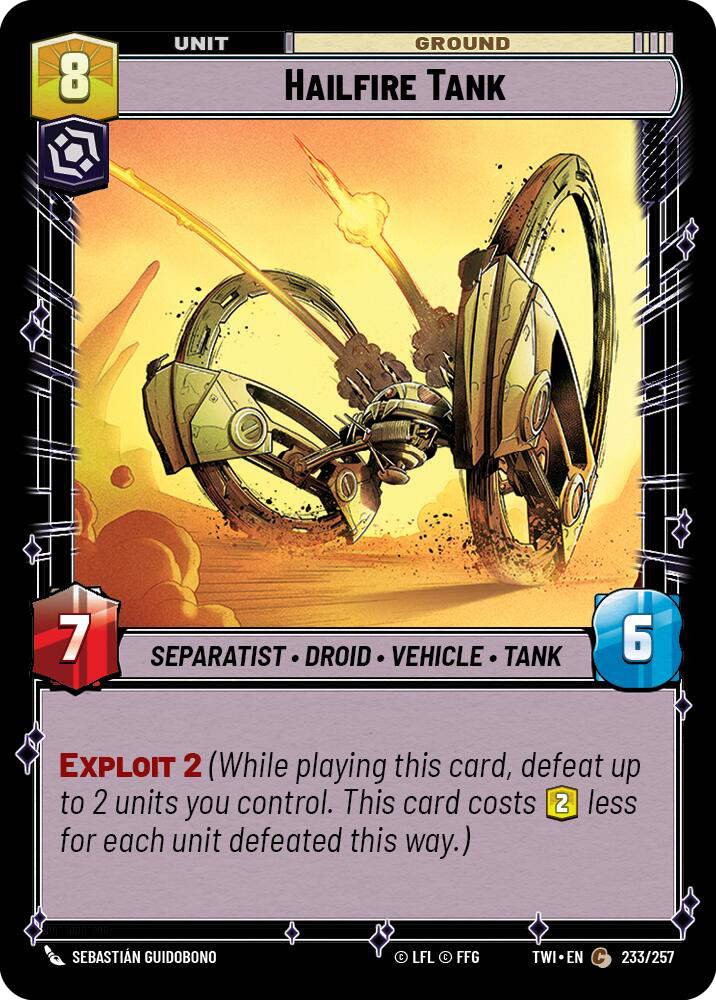 UNIT
GROUND
8
HAILFIRE TANK
7
SEPARATIST • DROID • VEHICLE • TANK
6
EXPLOIT 2 (While playing this card, defeat up
to 2 units you control. This card costs 2 less
for each unit defeated this way.)
SEBASTIÁN GUIDOBONO
© LFL © FFG
TWI • EN
C
233/257